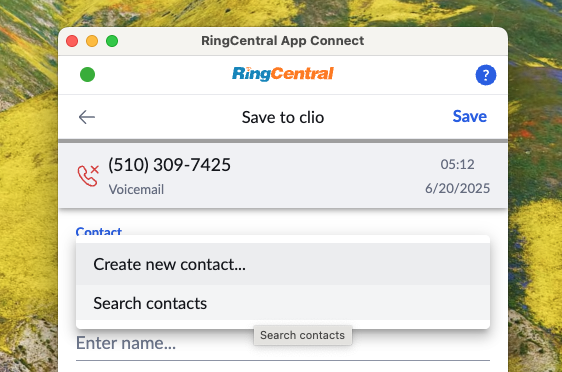 RingCentral App Connect
RingCentral
?
Save to clio
Save
(510) 309-7425
05:12
Voicemail
6/20/2025
Contact
Create new contact...
Search contacts
Search contacts
Enter name...